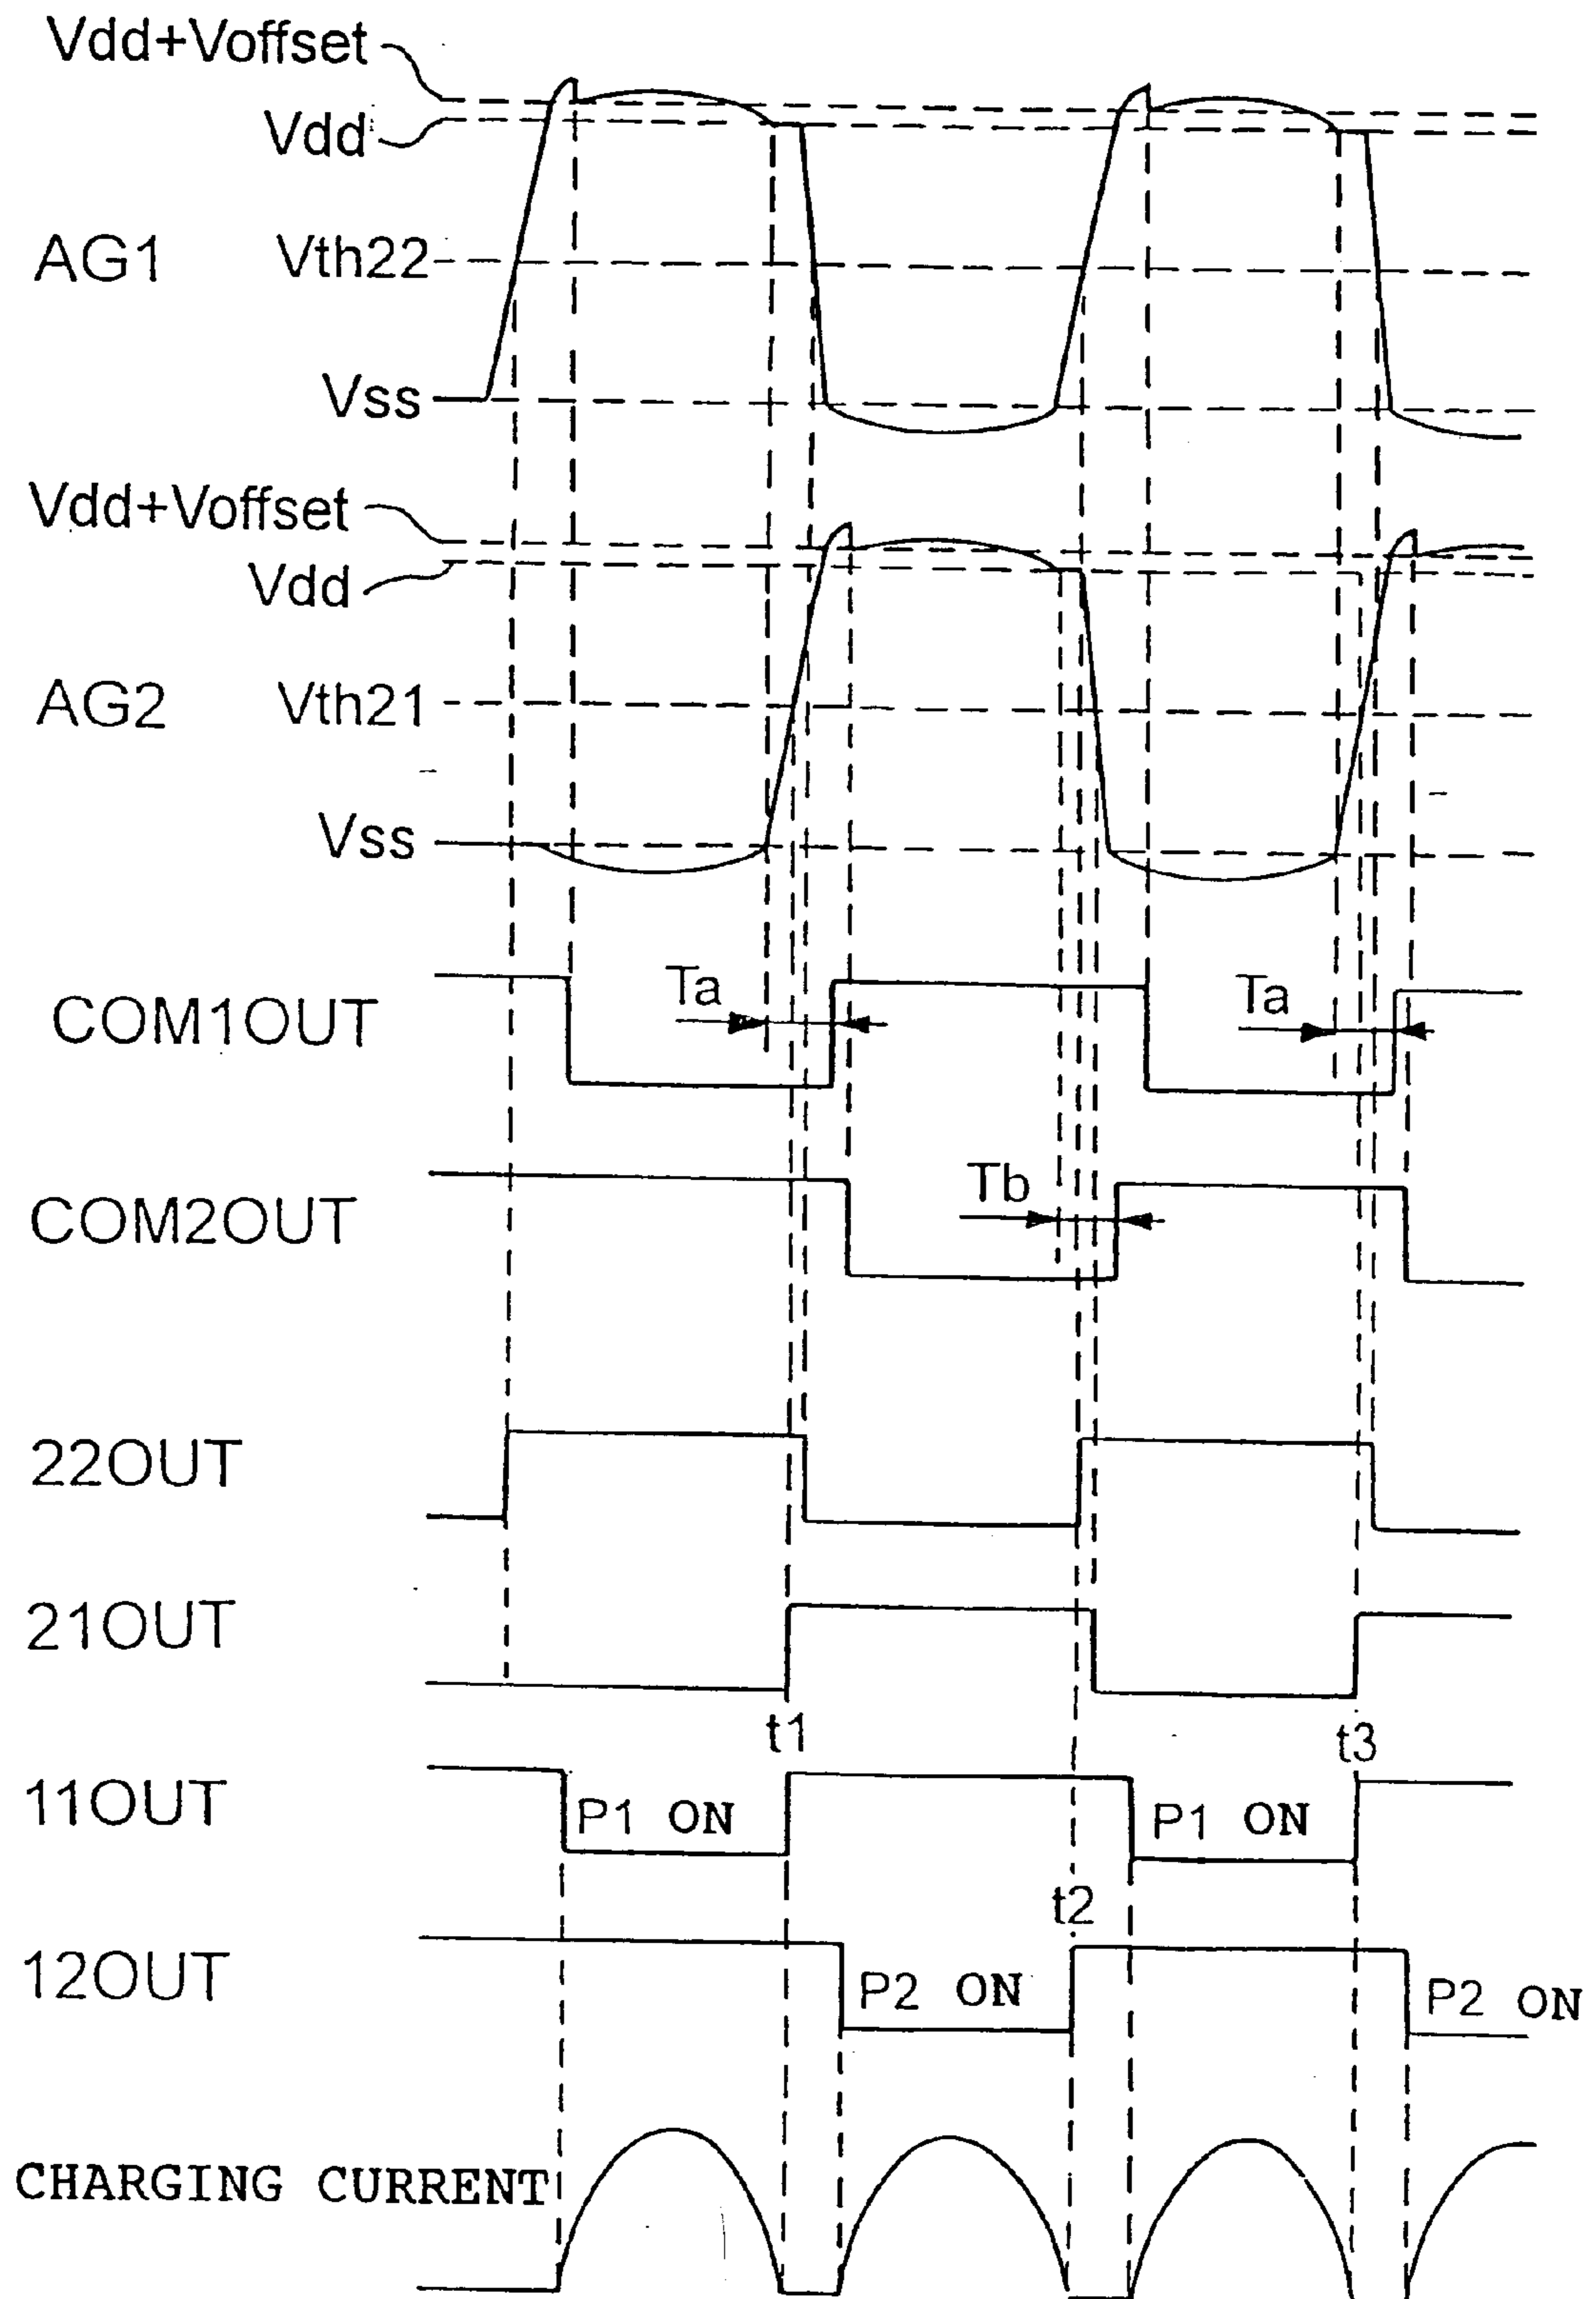 Vdd+Voffset
Vdd
AG1 Vth22
Vss
Vdd+Voffset
Vdd
AG2 Vth21
Vss
Ta Ta
COM1OUT
Tb
COM2OUT
22OUT
21OUT
t1 t3
11OUT P1 ON P1 ON
t2
12OUT P2 ON P2 ON
CHARGING CURRENT